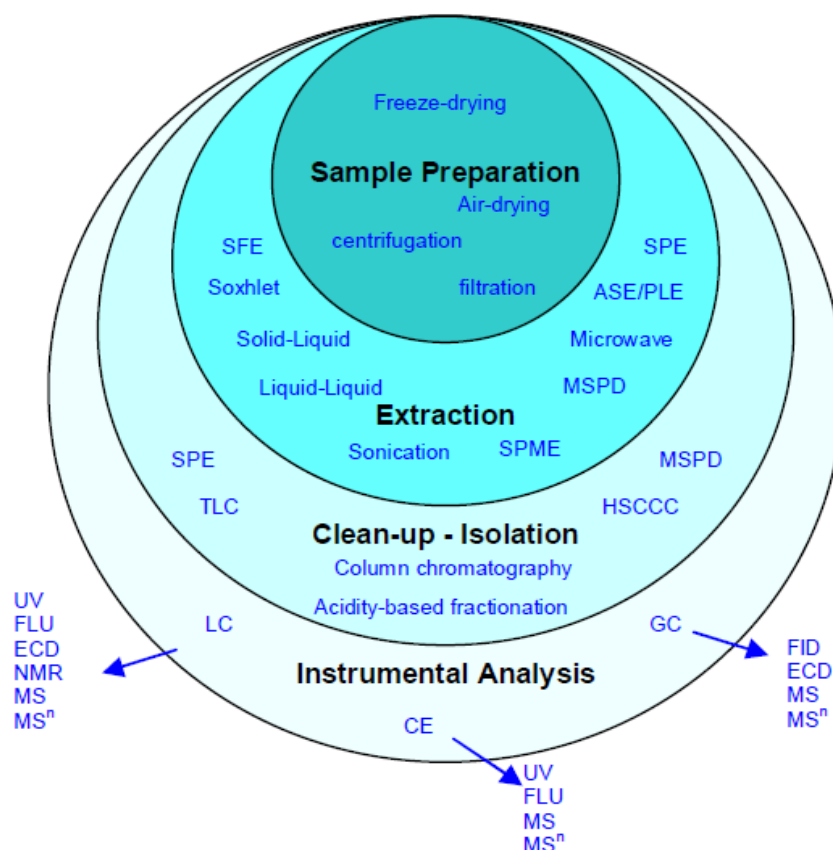 Freeze-drying
Sample Preparation
Air-drying
centrifugation
SFE
SPE
Soxhlet
filtration
ASE/PLE
Solid-Liquid
Microwave
Liquid-Liquid
MSPD
Extraction
Sonication
SPME
SPE
MSPD
TLC
HSCCC
Clean-up - Isolation
Column chromatography
Acidity-based fractionation
LC
GC
UV
FLU
ECD
NMR
MS
MSⁿ
Instrumental Analysis
FID
ECD
MS
MSⁿ
CE
UV
FLU
MS
MSⁿ